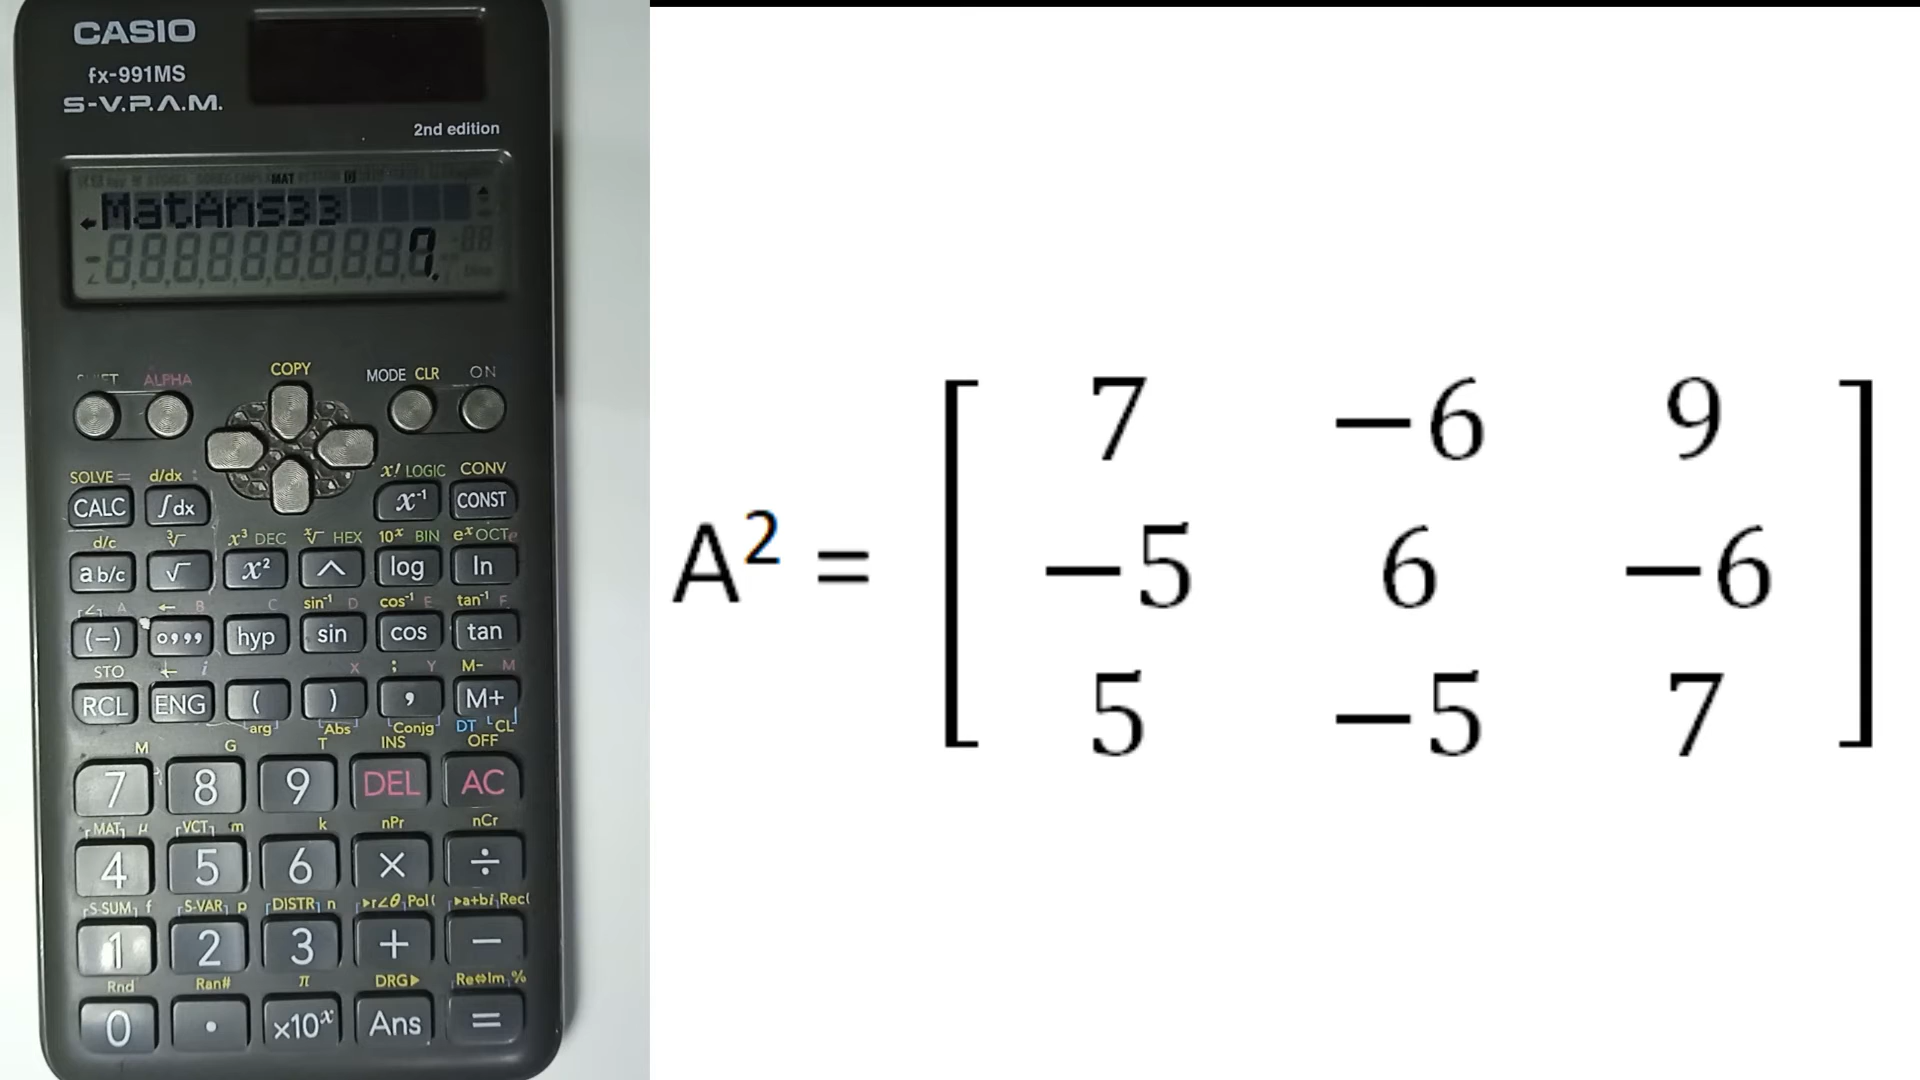 CASIO
fx-991MS
S-V.P.A.M.
2nd edition
MAT
MatAns33
7.
COPY
ALPHA MODE CLR ON
SOLVE = d/dx : x! LOGIC CONV
CALC ∫dx x⁻¹ CONST
d/c ³√ x³ DEC ˣ√ HEX 10ˣ BIN eˣ OCT e
a b/c √ x² ^ log ln
∠ A ← B C sin⁻¹ D cos⁻¹ E tan⁻¹ F
(−) o,,, hyp sin cos tan
STO ← i X ; Y M- M
RCL ENG ( ) , M+
arg Abs Conjg DT CL
M G T INS OFF
7 8 9 DEL AC
MAT μ VCT m k nPr nCr
4 5 6 × ÷
S-SUM f S-VAR p DISTR n ▸r∠θ Pol( ▸a+bi Rec(
1 2 3 + −
Rnd Ran# π DRG▸ Re⇔Im %
0 . ×10ˣ Ans =
7 −6 9
A² = −5 6 −6
5 −5 7